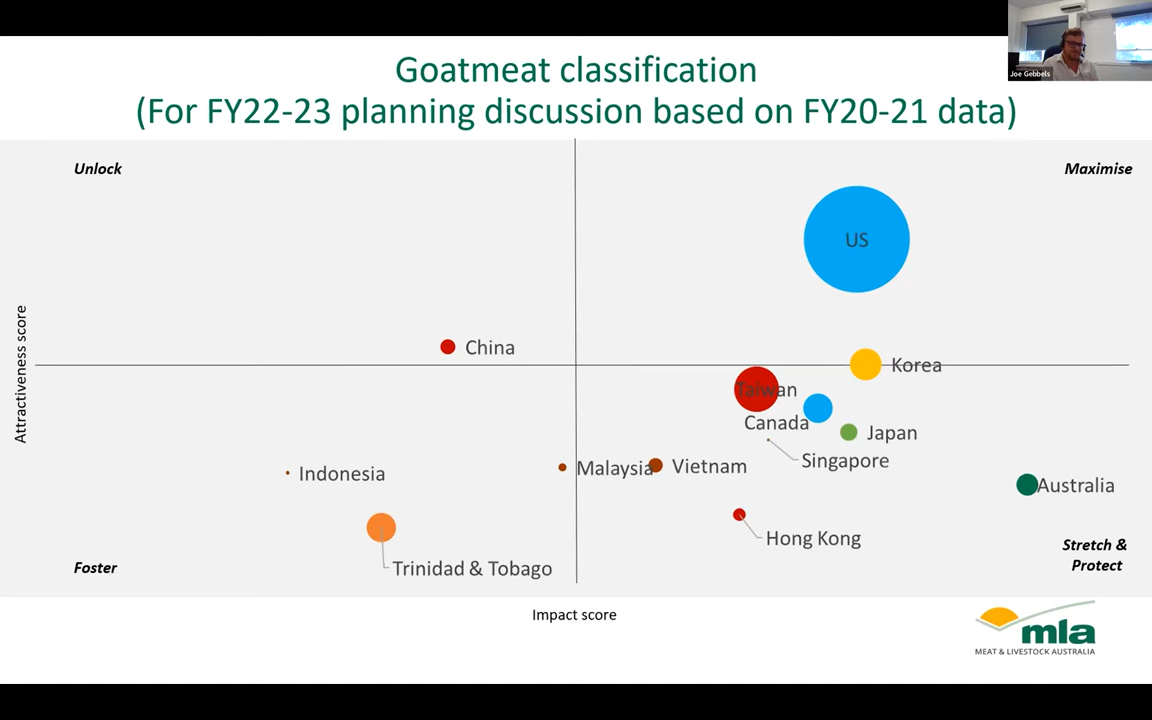 Joe Gebbels
Goatmeat classification
(For FY22-23 planning discussion based on FY20-21 data)
Unlock
Maximise
US
China
Korea
Taiwan
Canada
Japan
Singapore
Malaysia
Vietnam
Indonesia
Australia
Hong Kong
Trinidad & Tobago
Foster
Stretch &
Protect
Attractiveness score
Impact score
mla
MEAT & LIVESTOCK AUSTRALIA